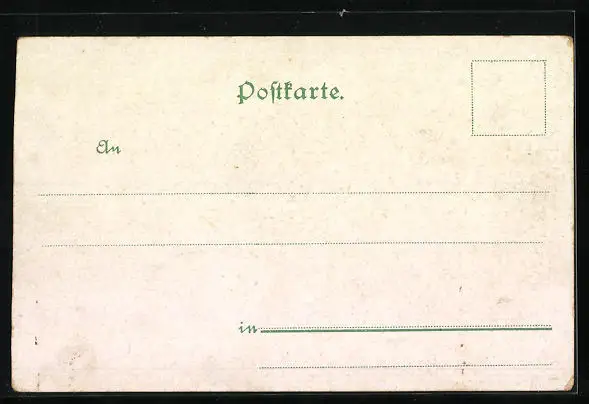 Postkarte.
An
in